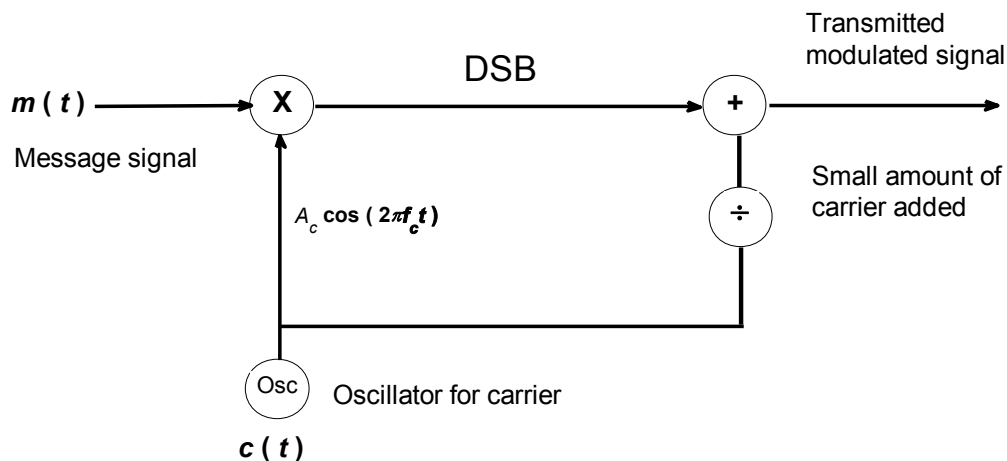 Transmitted
modulated signal
DSB
m ( t )
X
+
Message signal
Small amount of
carrier added
A_c cos ( 2πf_c t )
÷
Osc
Oscillator for carrier
c ( t )